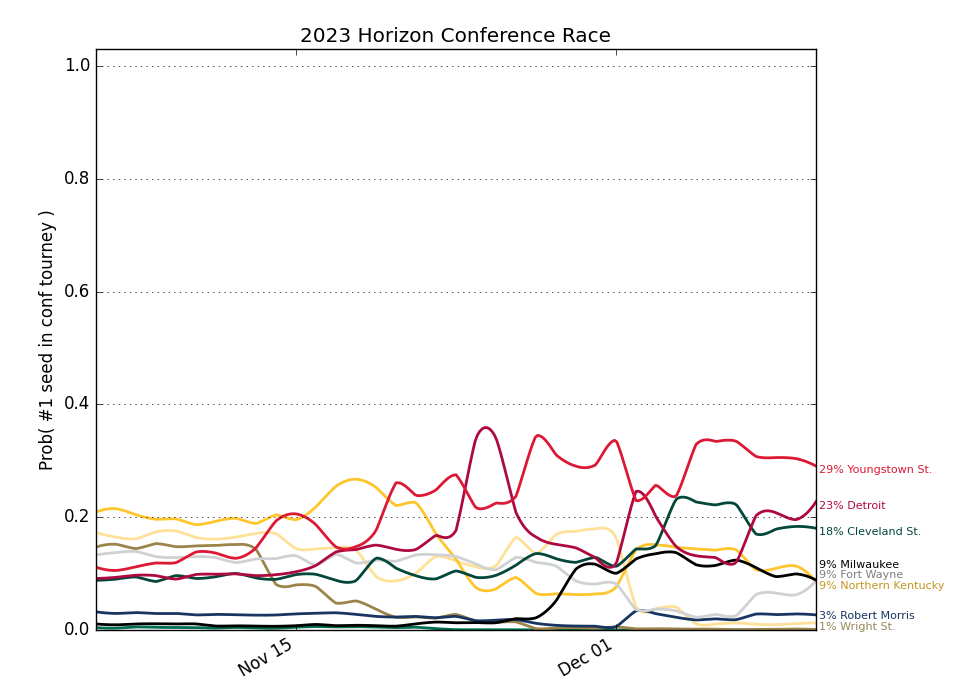 2023 Horizon Conference Race
Prob( #1 seed in conf tourney )
1.0
0.8
0.6
0.4
0.2
0.0
Nov 15
Dec 01
29% Youngstown St.
23% Detroit
18% Cleveland St.
9% Milwaukee
9% Fort Wayne
9% Northern Kentucky
3% Robert Morris
1% Wright St.